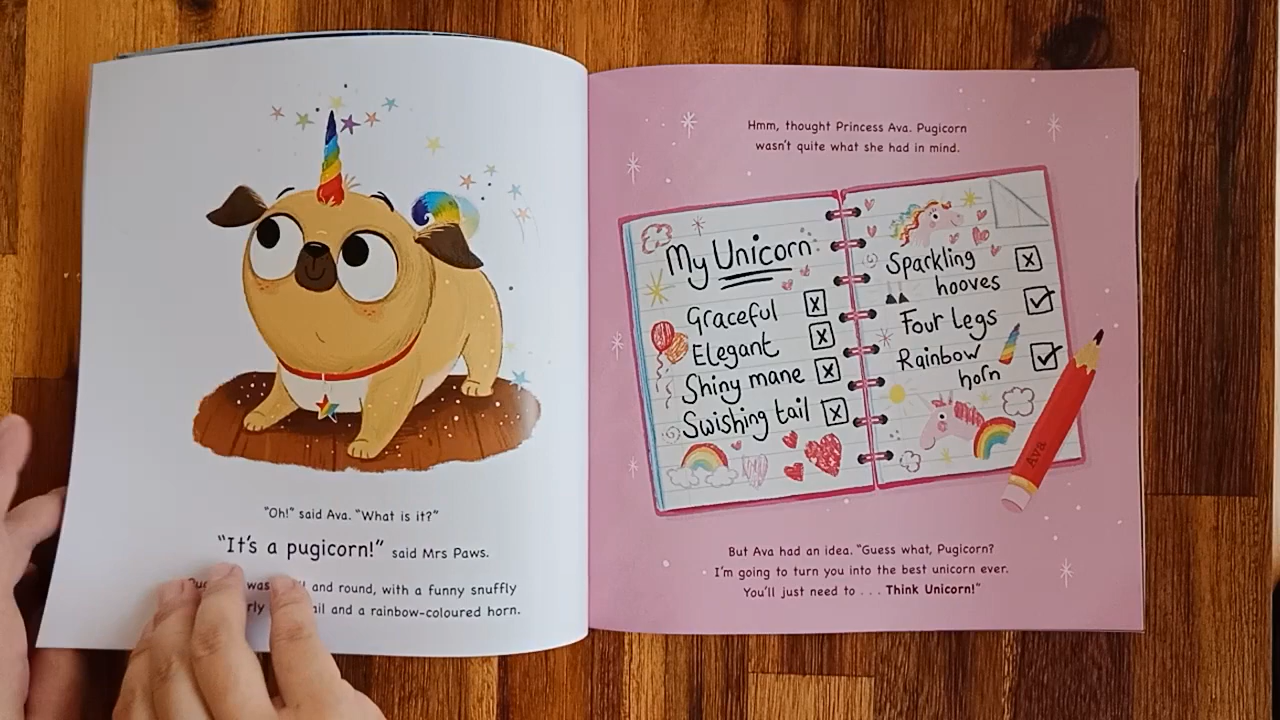 "Oh!" said Ava. "What is it?"
"It's a pugicorn!" said Mrs Paws.
was and round, with a funny snuffly
and a rainbow-coloured horn.
Hmm, thought Princess Ava. Pugicorn
wasn't quite what she had in mind.
My Unicorn
Graceful
Elegant
Shiny mane
Swishing tail
Sparkling
hooves
Four Legs
Rainbow
horn
Ava
But Ava had an idea. "Guess what, Pugicorn?
I'm going to turn you into the best unicorn ever.
You'll just need to . . . Think Unicorn!"